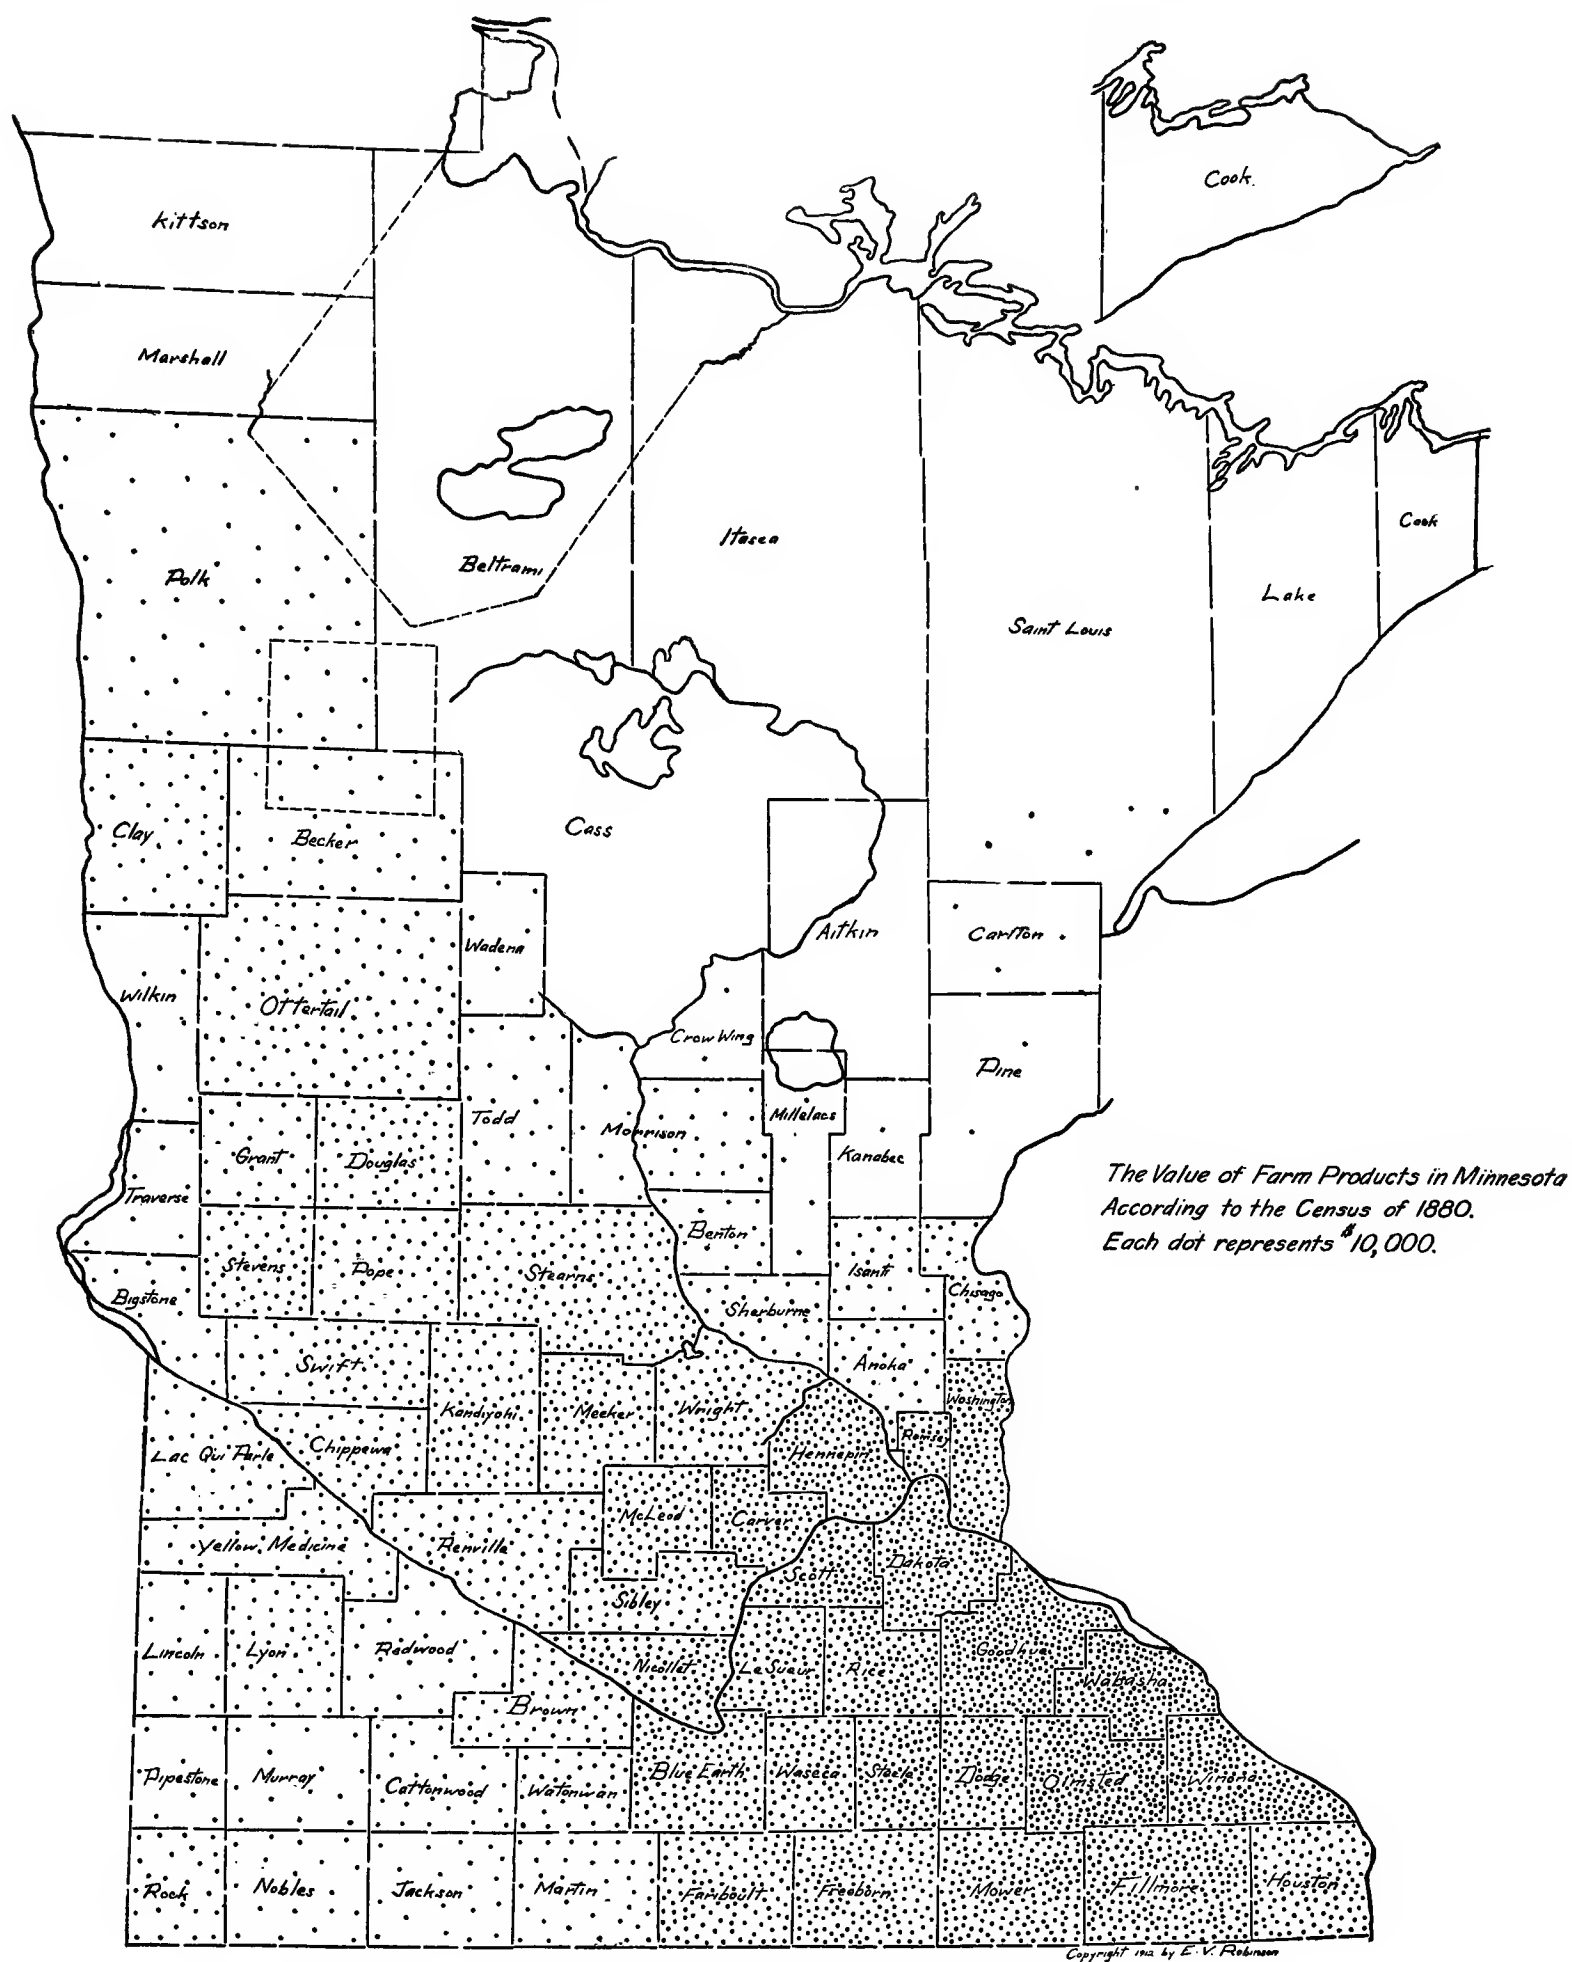 Cook.
Kittson
Marshall
Itasca
Cook
Beltrami
Polk
Lake
Saint Louis
Clay
Becker
Cass
Wadena
Aitkin
Carlton
Wilkin
Ottertail
Crow Wing
Pine
Todd
Morrison
Millelacs
Grant
Douglas
Kanabec
The Value of Farm Products in Minnesota
According to the Census of 1880.
Each dot represents $10,000.
Traverse
Benton
Stevens
Pope
Stearns
Isanti
Chisago
Bigstone
Sherburne
Swift
Anoka
Kandiyohi
Meeker
Wright
Washington
Ramsey
Lac Qui Parle
Chippewa
Hennepin
McLeod
Carver
Yellow Medicine
Renville
Dakota
Scott
Sibley
Lincoln
Lyon
Redwood
Nicollet
LeSueur
Rice
Goodhue
Wabasha
Brown
Pipestone
Murray
Cattonwood
Watonwan
Blue Earth
Waseca
Steele
Dodge
Olmsted
Winona
Rock
Nobles
Jackson
Martin
Faribault
Freeborn
Mower
Fillmore
Houston
Copyright 1912 by E. V. Robinson